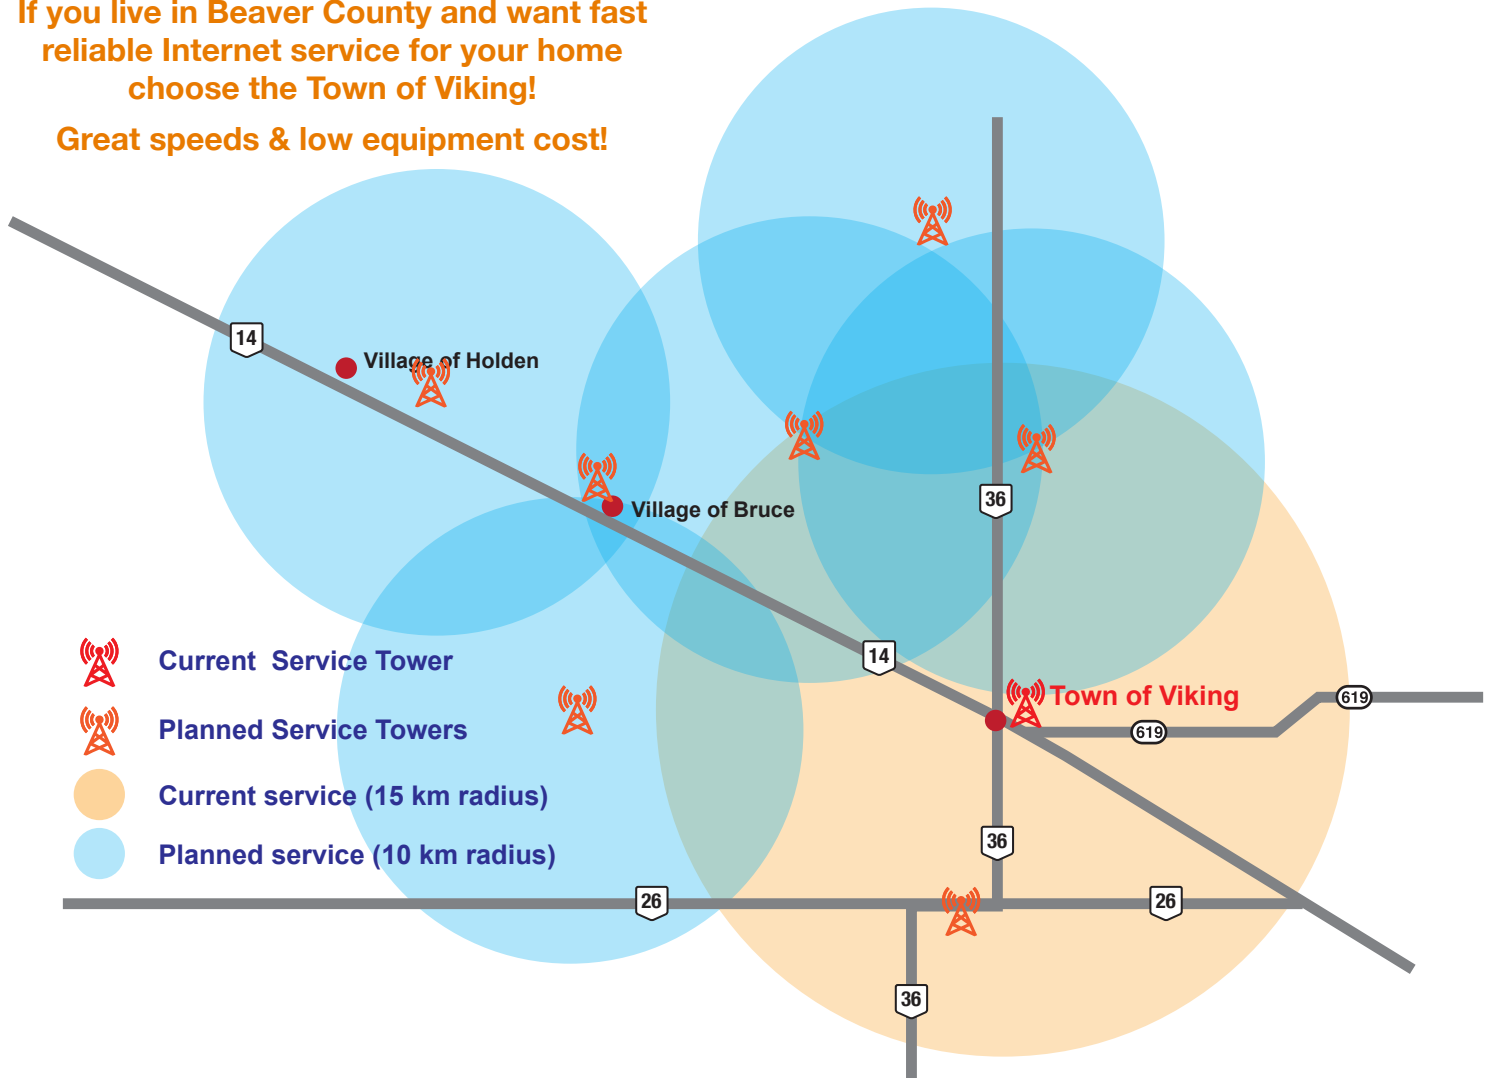 If you live in Beaver County and want fast
reliable Internet service for your home
choose the Town of Viking!
Great speeds & low equipment cost!
14
Village of Holden
Village of Bruce
36
14
Town of Viking
619
619
36
26
26
36
Current Service Tower
Planned Service Towers
Current service (15 km radius)
Planned service (10 km radius)